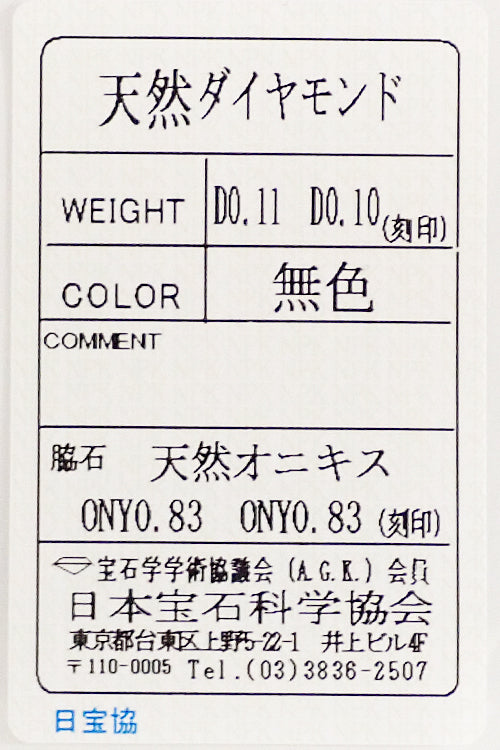 天然ダイヤモンド
WEIGHT D0.11 D0.10(刻印)
COLOR 無色
COMMENT
脇石 天然オニキス
ONY0.83 ONY0.83(刻印)
宝石学学術協議会(A.G.K.)会員
日本宝石科学協会
東京都台東区上野5-22-1 井上ビル4F
〒110-0005 Tel.(03)3836-2507
日宝協